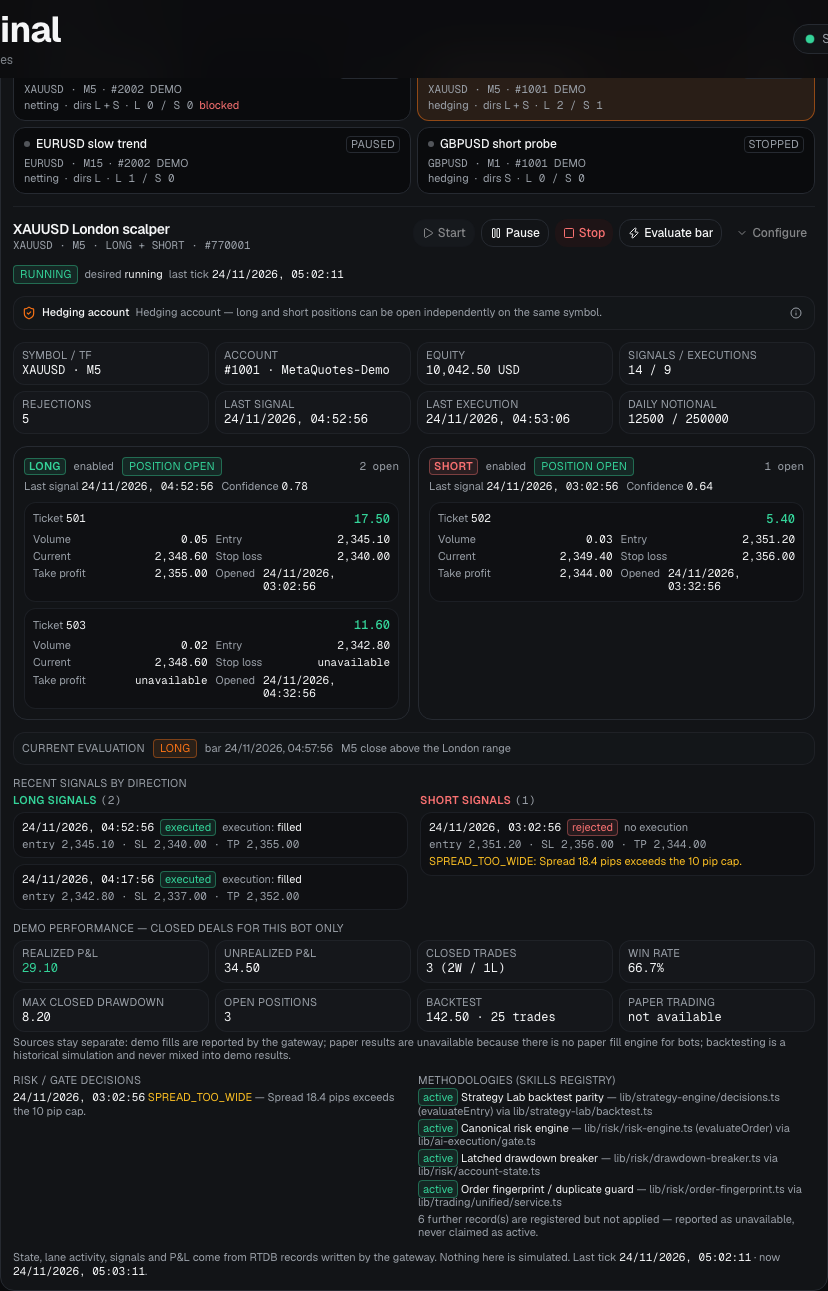 inal
es
S
XAUUSD · M5 · #2002 DEMO
netting · dirs L + S · L 0 / S 0 blocked
XAUUSD · M5 · #1001 DEMO
hedging · dirs L + S · L 2 / S 1
EURUSD slow trend PAUSED
EURUSD · M15 · #2002 DEMO
netting · dirs L · L 1 / S 0
GBPUSD short probe STOPPED
GBPUSD · M1 · #1001 DEMO
hedging · dirs S · L 0 / S 0
XAUUSD London scalper
XAUUSD · M5 · LONG + SHORT · #770001
Start Pause Stop Evaluate bar Configure
RUNNING desired running last tick 24/11/2026, 05:02:11
Hedging account Hedging account — long and short positions can be open independently on the same symbol.
SYMBOL / TF
XAUUSD · M5
ACCOUNT
#1001 · MetaQuotes-Demo
EQUITY
10,042.50 USD
SIGNALS / EXECUTIONS
14 / 9
REJECTIONS
5
LAST SIGNAL
24/11/2026, 04:52:56
LAST EXECUTION
24/11/2026, 04:53:06
DAILY NOTIONAL
12500 / 250000
LONG enabled POSITION OPEN 2 open
Last signal 24/11/2026, 04:52:56 Confidence 0.78
Ticket 501 17.50
Volume 0.05 Entry 2,345.10
Current 2,348.60 Stop loss 2,340.00
Take profit 2,355.00 Opened 24/11/2026,
03:02:56
Ticket 503 11.60
Volume 0.02 Entry 2,342.80
Current 2,348.60 Stop loss unavailable
Take profit unavailable Opened 24/11/2026,
04:32:56
SHORT enabled POSITION OPEN 1 open
Last signal 24/11/2026, 03:02:56 Confidence 0.64
Ticket 502 5.40
Volume 0.03 Entry 2,351.20
Current 2,349.40 Stop loss 2,356.00
Take profit 2,344.00 Opened 24/11/2026,
03:32:56
CURRENT EVALUATION LONG bar 24/11/2026, 04:57:56 M5 close above the London range
RECENT SIGNALS BY DIRECTION
LONG SIGNALS (2)
24/11/2026, 04:52:56 executed execution: filled
entry 2,345.10 · SL 2,340.00 · TP 2,355.00
24/11/2026, 04:17:56 executed execution: filled
entry 2,342.80 · SL 2,337.00 · TP 2,352.00
SHORT SIGNALS (1)
24/11/2026, 03:02:56 rejected no execution
entry 2,351.20 · SL 2,356.00 · TP 2,344.00
SPREAD_TOO_WIDE: Spread 18.4 pips exceeds the 10 pip cap.
DEMO PERFORMANCE — CLOSED DEALS FOR THIS BOT ONLY
REALIZED P&L
29.10
UNREALIZED P&L
34.50
CLOSED TRADES
3 (2W / 1L)
WIN RATE
66.7%
MAX CLOSED DRAWDOWN
8.20
OPEN POSITIONS
3
BACKTEST
142.50 · 25 trades
PAPER TRADING
not available
Sources stay separate: demo fills are reported by the gateway; paper results are unavailable because there is no paper fill engine for bots; backtesting is a
historical simulation and never mixed into demo results.
RISK / GATE DECISIONS
24/11/2026, 03:02:56 SPREAD_TOO_WIDE — Spread 18.4 pips exceeds
the 10 pip cap.
METHODOLOGIES (SKILLS REGISTRY)
active Strategy Lab backtest parity — lib/strategy-engine/decisions.ts
(evaluateEntry) via lib/strategy-lab/backtest.ts
active Canonical risk engine — lib/risk/risk-engine.ts (evaluateOrder) via
lib/ai-execution/gate.ts
active Latched drawdown breaker — lib/risk/drawdown-breaker.ts via
lib/risk/account-state.ts
active Order fingerprint / duplicate guard — lib/risk/order-fingerprint.ts via
lib/trading/unified/service.ts
6 further record(s) are registered but not applied — reported as unavailable,
never claimed as active.
State, lane activity, signals and P&L come from RTDB records written by the gateway. Nothing here is simulated. Last tick 24/11/2026, 05:02:11 · now
24/11/2026, 05:03:11.